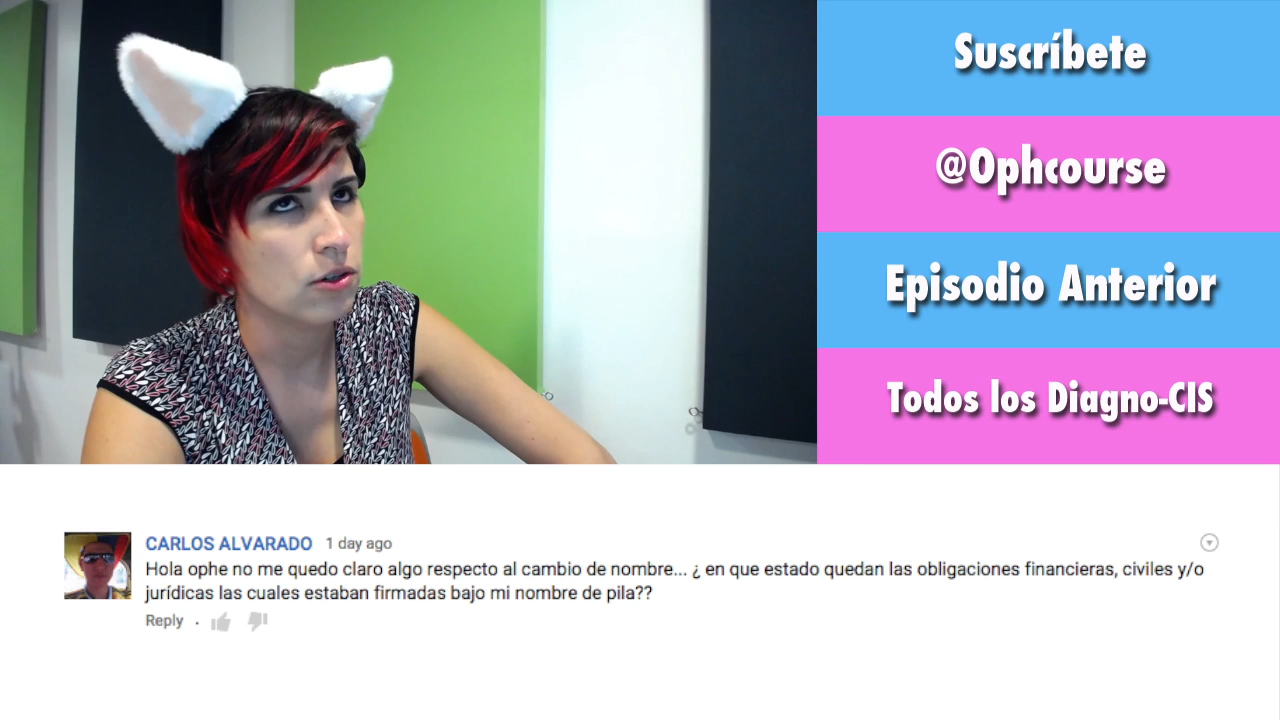 Suscríbete
@Ophcourse
Episodio Anterior
Todos los Diagno-CIS
CARLOS ALVARADO 1 day ago
Hola ophe no me quedo claro algo respecto al cambio de nombre... ¿ en que estado quedan las obligaciones financieras, civiles y/o
jurídicas las cuales estaban firmadas bajo mi nombre de pila??
Reply .